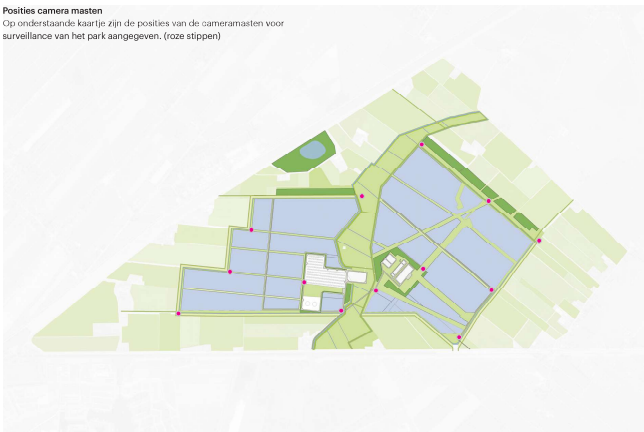 Posities camera masten
Op onderstaande kaartje zijn de posities van de cameramasten voor
surveillance van het park aangegeven. (roze stippen)